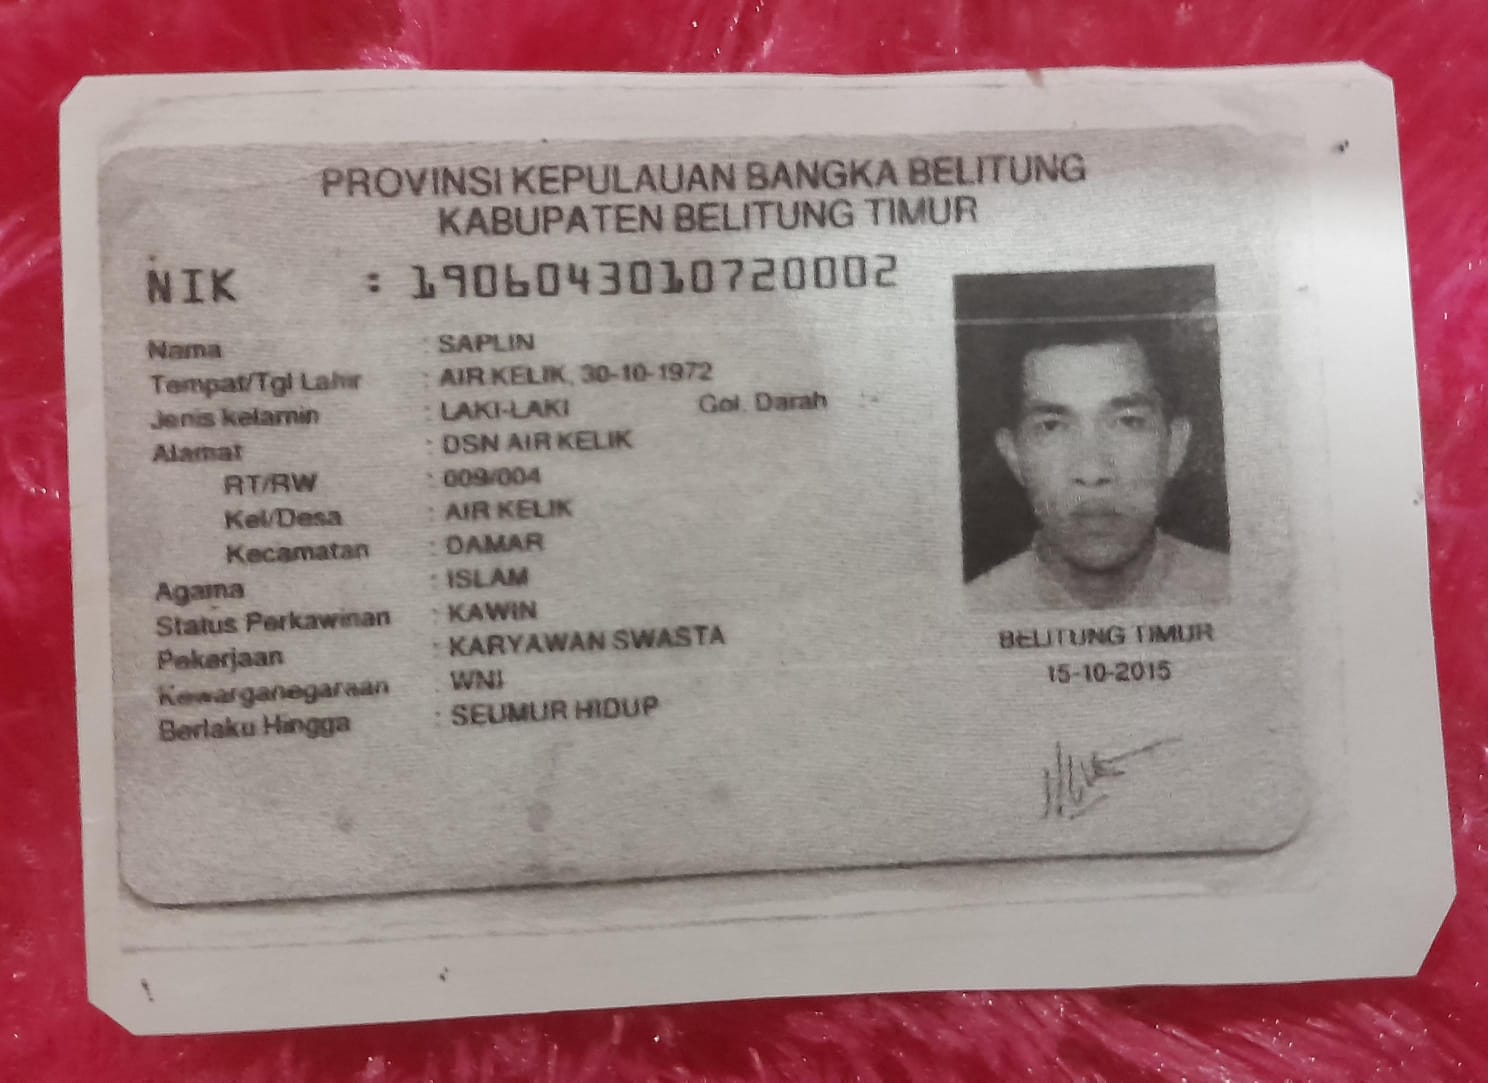 PROVINSI KEPULAUAN BANGKA BELITUNG
KABUPATEN BELITUNG TIMUR
NIK : 1906043010720002
Nama : SAPLIN
Tempat/Tgl Lahir : AIR KELIK, 30-10-1972
Jenis kelamin : LAKI-LAKI Gol. Darah : -
Alamat : DSN AIR KELIK
RT/RW : 009/004
Kel/Desa : AIR KELIK
Kecamatan : DAMAR
Agama : ISLAM
Status Perkawinan : KAWIN
Pekerjaan : KARYAWAN SWASTA
Kewarganegaraan : WNI
Berlaku Hingga : SEUMUR HIDUP
BELITUNG TIMUR
15-10-2015